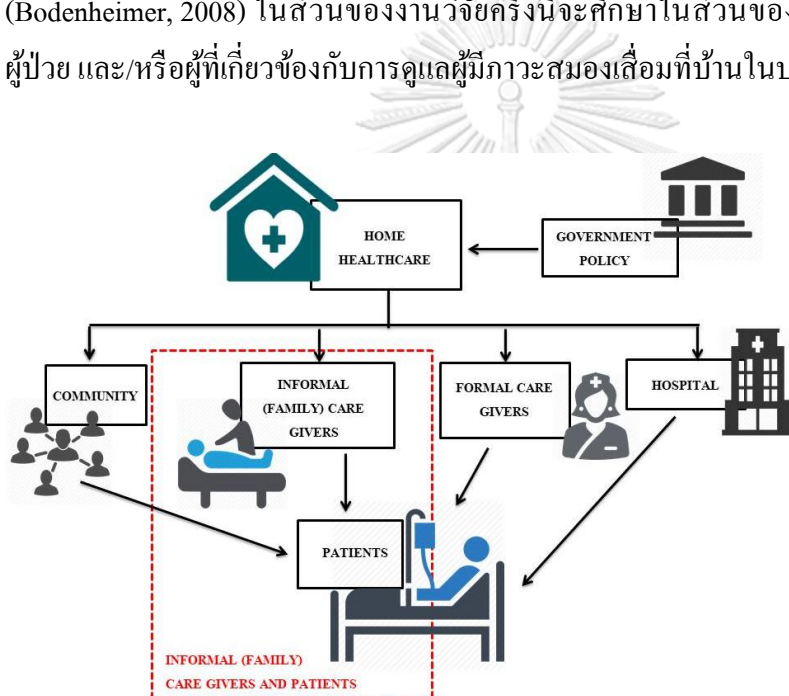 (Bodenheimer, 2008) ในส่วนของงานวิจัยครั้งนี้จะศึกษาในส่วนของ
ผู้ป่วย และ/หรือผู้ที่เกี่ยวข้องกับการดูแลผู้มีภาวะสมองเสื่อมที่บ้านในบ
HOME
HEALTHCARE
GOVERNMENT
POLICY
COMMUNITY
INFORMAL
(FAMILY) CARE
GIVERS
FORMAL CARE
GIVERS
HOSPITAL
PATIENTS
INFORMAL (FAMILY)
CARE GIVERS AND PATIENTS